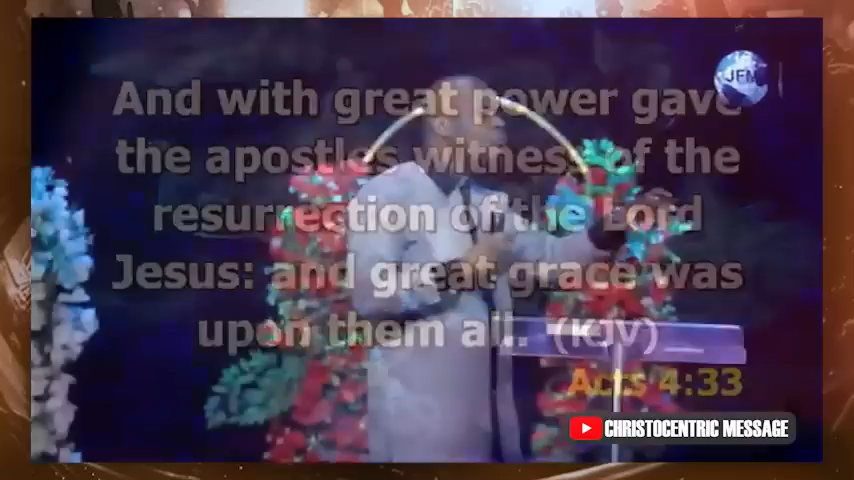 And with great power gave
the apostles witness of the
resurrection of the Lord
Jesus: and great grace was
upon them all. (KJV)
Acts 4:33
JFM
CHRISTOCENTRIC MESSAGE